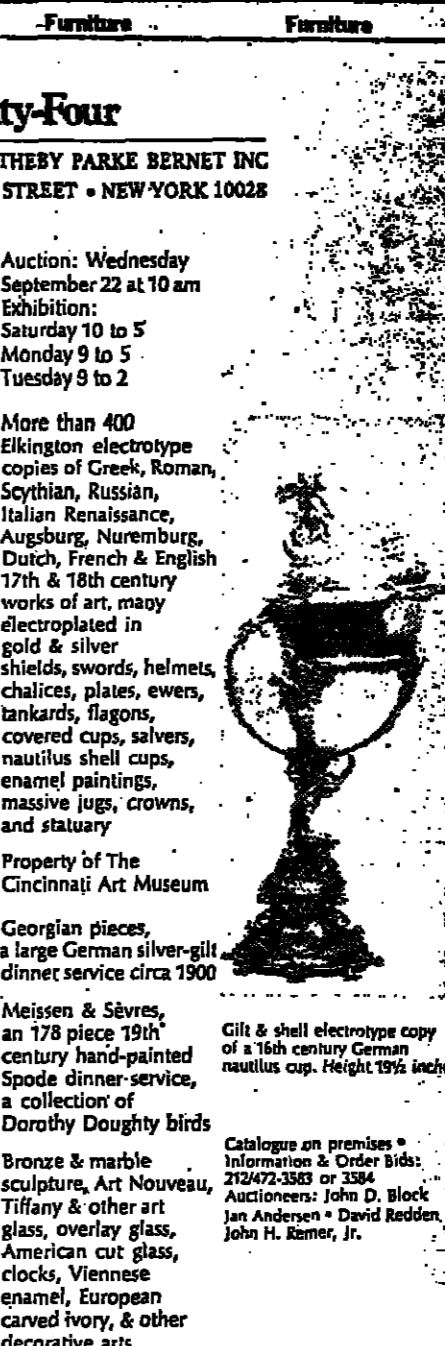 Furniture
Furniture
ty-Four
THEBY PARKE BERNET INC
STREET • NEW YORK 10028
Auction: Wednesday
September 22 at 10 am
Exhibition:
Saturday 10 to 5
Monday 9 to 5
Tuesday 9 to 2
More than 400
Elkington electrotype
copies of Greek, Roman,
Scythian, Russian,
Italian Renaissance,
Augsburg, Nuremburg,
Dutch, French & English
17th & 18th century
works of art, many
electroplated in
gold & silver
shields, swords, helmets,
chalices, plates, ewers,
tankards, flagons,
covered cups, salvers,
nautilus shell cups,
enamel paintings,
massive jugs, crowns,
and statuary
Property of The
Cincinnati Art Museum
Georgian pieces,
a large German silver-gilt
dinner service circa 1900
Meissen & Sèvres,
an 178 piece 19th
century hand-painted
Spode dinner-service,
a collection of
Dorothy Doughty birds
Bronze & marble
sculpture, Art Nouveau,
Tiffany & other art
glass, overlay glass,
American cut glass,
clocks, Viennese
enamel, European
carved ivory, & other
decorative arts
Gilt & shell electrotype copy
of a 16th century German
nautilus cup. Height 19½ inch
Catalogue on premises •
Information & Order Bids:
212/472-3583 or 3584
Auctioneers: John D. Block
Jan Andersen • David Redden
John H. Remer, Jr.